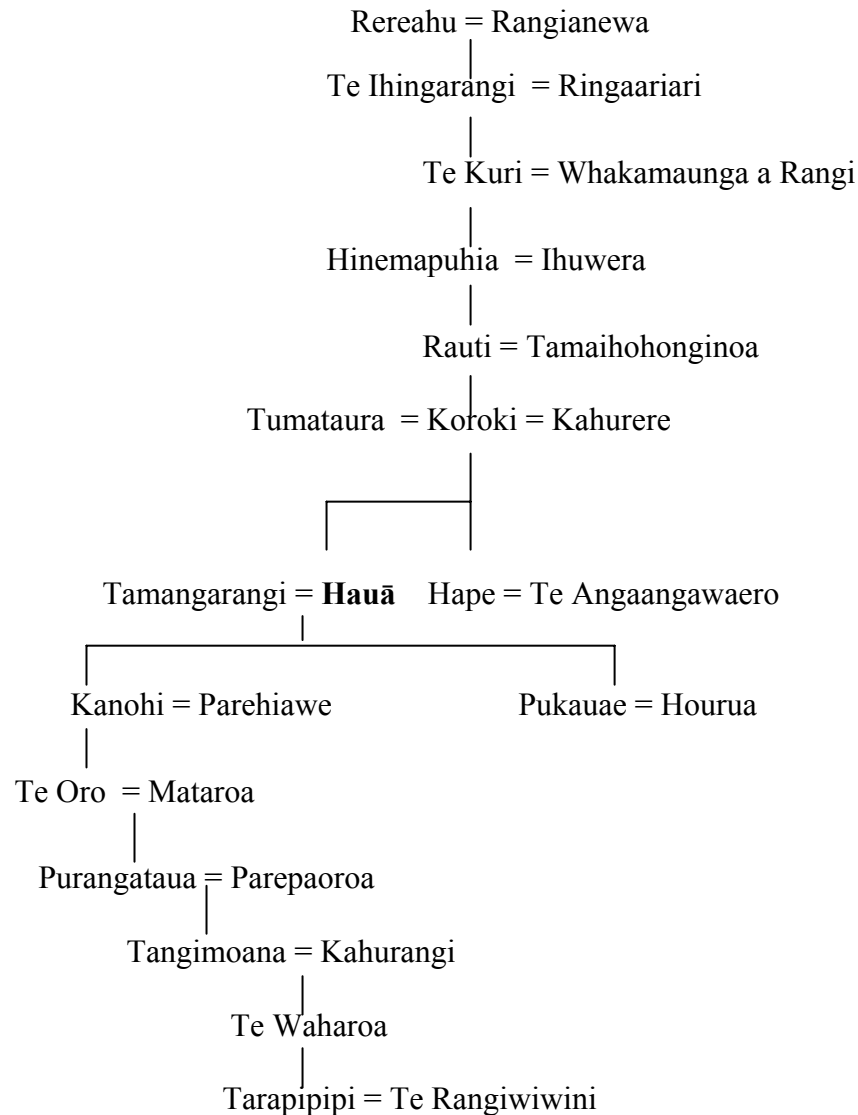 Rereahu = Rangianewa
Te Ihingarangi = Ringaariari
Te Kuri = Whakamaunga a Rangi
Hinemapuhia = Ihuwera
Rauti = Tamaihohonginoa
Tumataura = Koroki = Kahurere
Tamangarangi = Hauā Hape = Te Angaangawaero
Kanohi = Parehiawe Pukauae = Hourua
Te Oro = Mataroa
Purangataua = Parepaoroa
Tangimoana = Kahurangi
Te Waharoa
Tarapipipi = Te Rangiwiwini